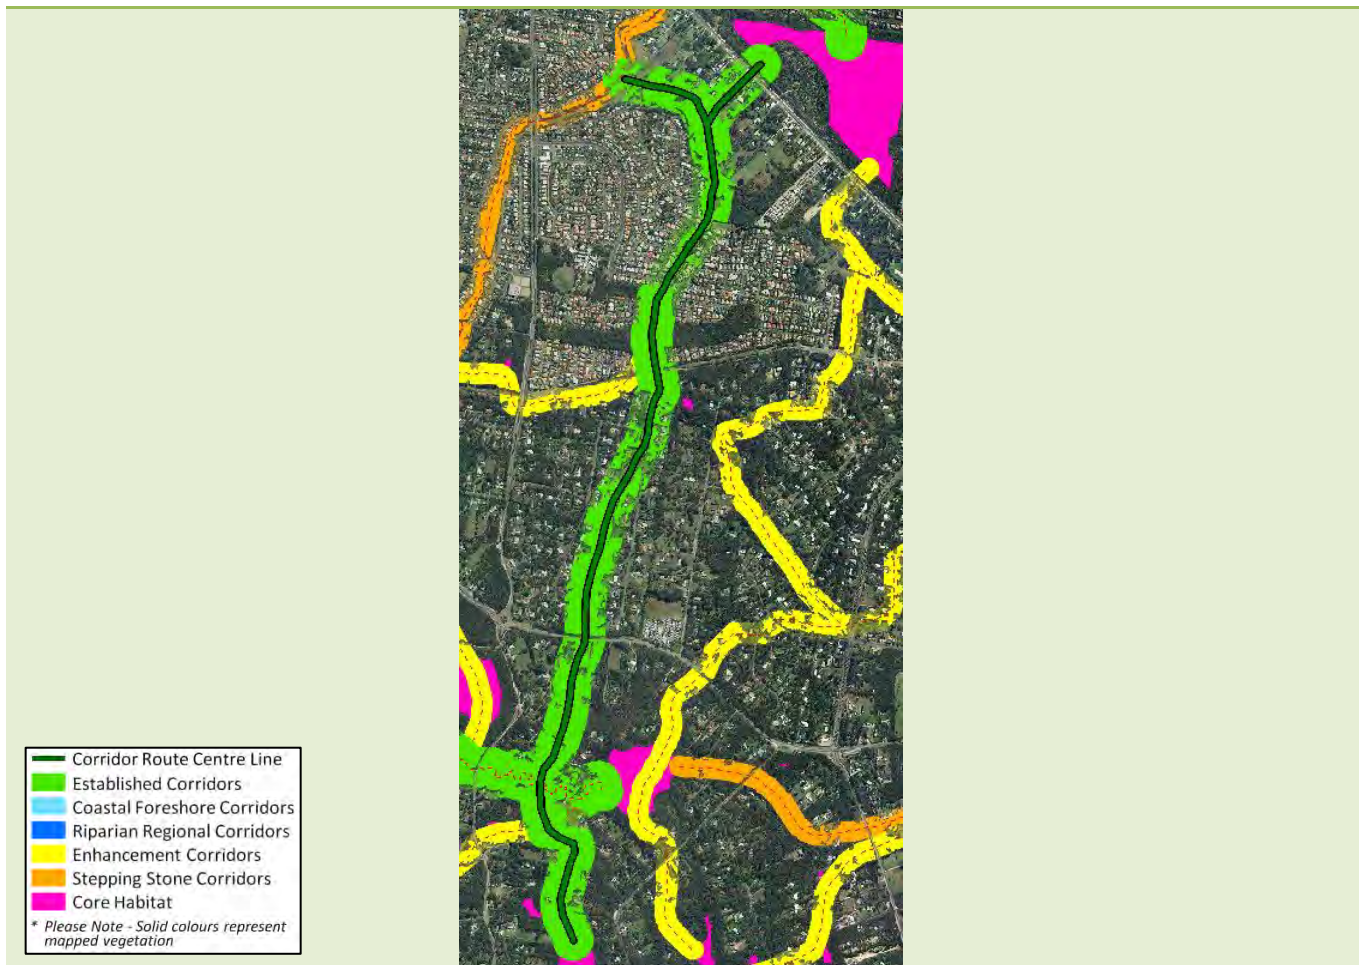 Corridor Route Centre Line
Established Corridors
Coastal Foreshore Corridors
Riparian Regional Corridors
Enhancement Corridors
Stepping Stone Corridors
Core Habitat
* Please Note - Solid colours represent
mapped vegetation